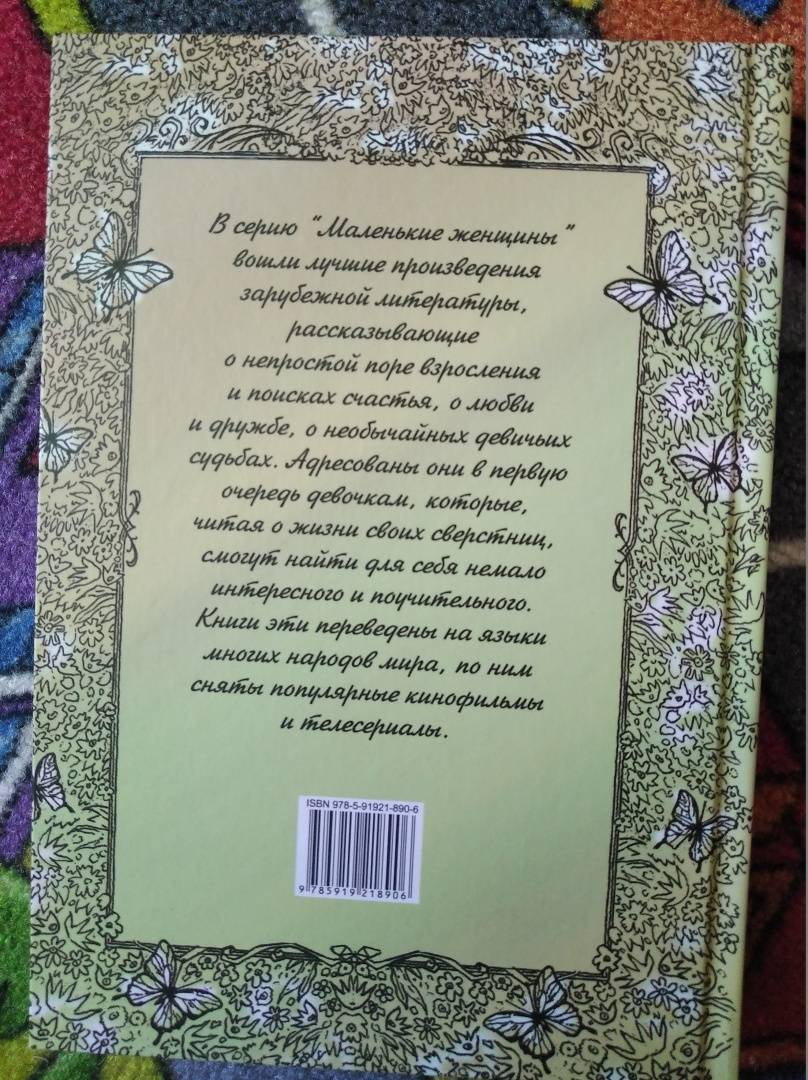 В серию "Маленькие женщины"
вошли лучшие произведения
зарубежной литературы,
рассказывающие
о непростой поре взросления
и поисках счастья, о любви
и дружбе, о необычайных девичьих
судьбах. Адресованы они в первую
очередь девочкам, которые,
читая о жизни своих сверстниц,
смогут найти для себя немало
интересного и поучительного.
Книги эти переведены на языки
многих народов мира, по ним
сняты популярные кинофильмы
и телесериалы.
ISBN 978-5-91921-890-6
9 785919 218906